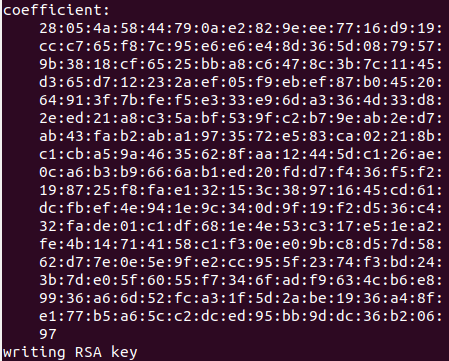 coefficient:
28:05:4a:58:44:79:0a:e2:82:9e:ee:77:16:d9:19:
cc:c7:65:f8:7c:95:e6:e6:e4:8d:36:5d:08:79:57:
9b:38:18:cf:65:25:bb:a8:c6:47:8c:3b:7c:11:45:
d3:65:d7:12:23:2a:ef:05:f9:eb:ef:87:b0:45:20:
64:91:3f:7b:fe:f5:e3:33:e9:6d:a3:36:4d:33:d8:
2e:ed:21:a8:c3:5a:bf:53:9f:c2:b7:9e:ab:2e:d7:
ab:43:fa:b2:ab:a1:97:35:72:e5:83:ca:02:21:8b:
c1:cb:a5:9a:46:35:62:8f:aa:12:44:5d:c1:26:ae:
0c:a6:b3:b9:66:6a:b1:ed:20:fd:d7:f4:36:f5:f2:
19:87:25:f8:fa:e1:32:15:3c:38:97:16:45:cd:61:
dc:fb:ef:4e:94:1e:9c:34:0d:9f:19:f2:d5:36:c4:
32:fa:de:01:c1:df:68:1e:4e:53:c3:17:e5:1e:a2:
fe:4b:14:71:41:58:c1:f3:0e:e0:9b:c8:d5:7d:58:
62:d7:7e:0e:5e:9f:e2:cc:95:5f:23:74:f3:bd:24:
3b:7d:e0:5f:60:55:f7:34:6f:ad:f9:63:4c:b6:e8:
99:36:a6:6d:52:fc:a3:1f:5d:2a:be:19:36:a4:8f:
e1:77:b5:a6:5c:c2:dc:ed:95:bb:9d:dc:36:b2:06:
97
writing RSA key